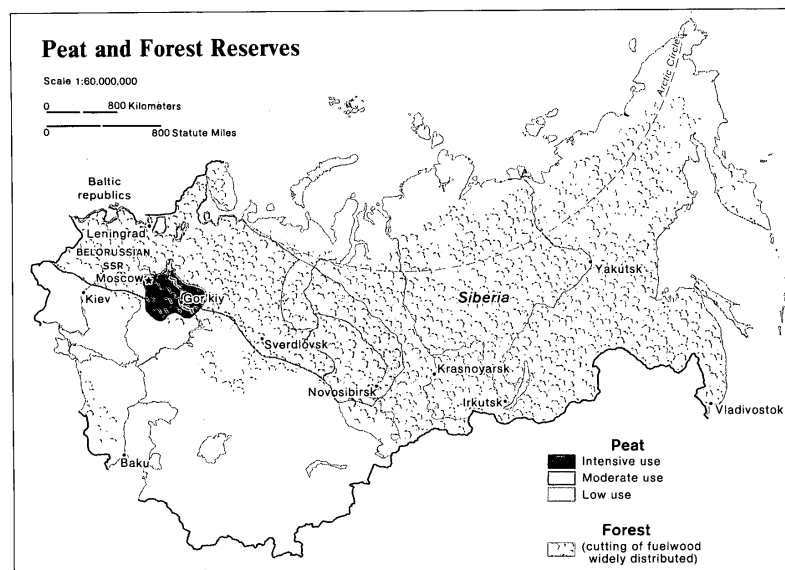 Peat and Forest Reserves
Scale 1:60,000,000
0 800 Kilometers
0 800 Statute Miles
Arctic Circle
Baltic
republics
Leningrad
BELORUSSIAN
SSR
Moscow
Gor'kiy
Kiev
Yakutsk
Siberia
Sverdlovsk
Krasnoyarsk
Novosibirsk
Irkutsk
Vladivostok
Baku
Peat
Intensive use
Moderate use
Low use
Forest
(cutting of fuelwood
widely distributed)